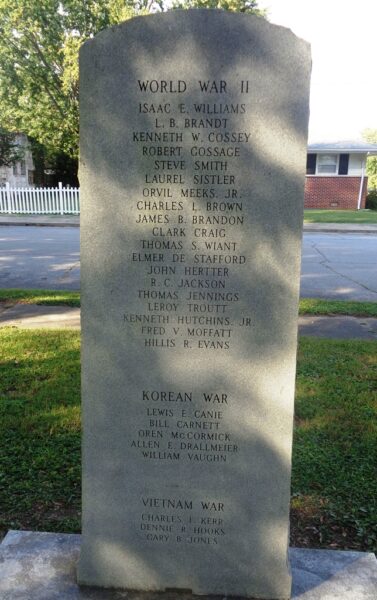 WORLD WAR II
ISAAC E. WILLIAMS
L. B. BRANDT
KENNETH W. COSSEY
ROBERT GOSSAGE
STEVE SMITH
LAUREL SISTLER
ORVIL MEEKS, JR.
CHARLES L. BROWN
JAMES B. BRANDON
CLARK CRAIG
THOMAS S. WIANT
ELMER DE STAFFORD
JOHN HERTTER
R. C. JACKSON
THOMAS JENNINGS
LEROY TROUTT
KENNETH HUTCHINS, JR.
FRED V. MOFFATT
HILLIS R. EVANS
KOREAN WAR
LEWIS E. CANIE
BILL CARNETT
OREN McCORMICK
ALLEN E. DRALLMEIER
WILLIAM VAUGHN
VIETNAM WAR
CHARLES J. KERR
DENNIE R. HOOKS
GARY B. JONES